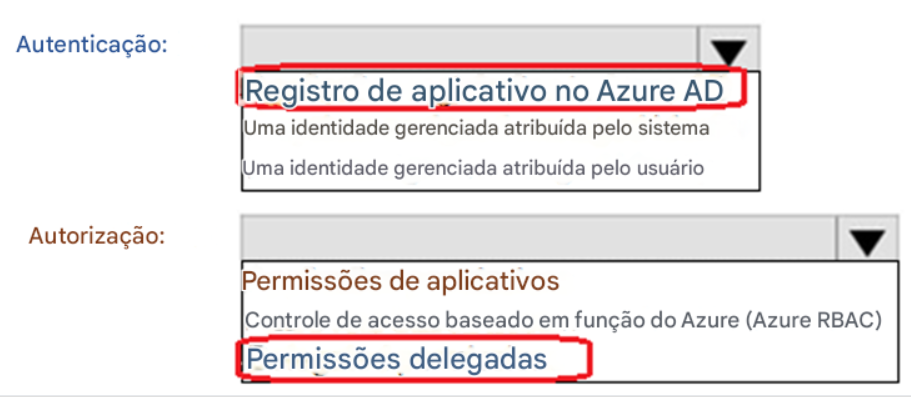 Autenticação:
Registro de aplicativo no Azure AD
Uma identidade gerenciada atribuída pelo sistema
Uma identidade gerenciada atribuída pelo usuário
Autorização:
Permissões de aplicativos
Controle de acesso baseado em função do Azure (Azure RBAC)
Permissões delegadas